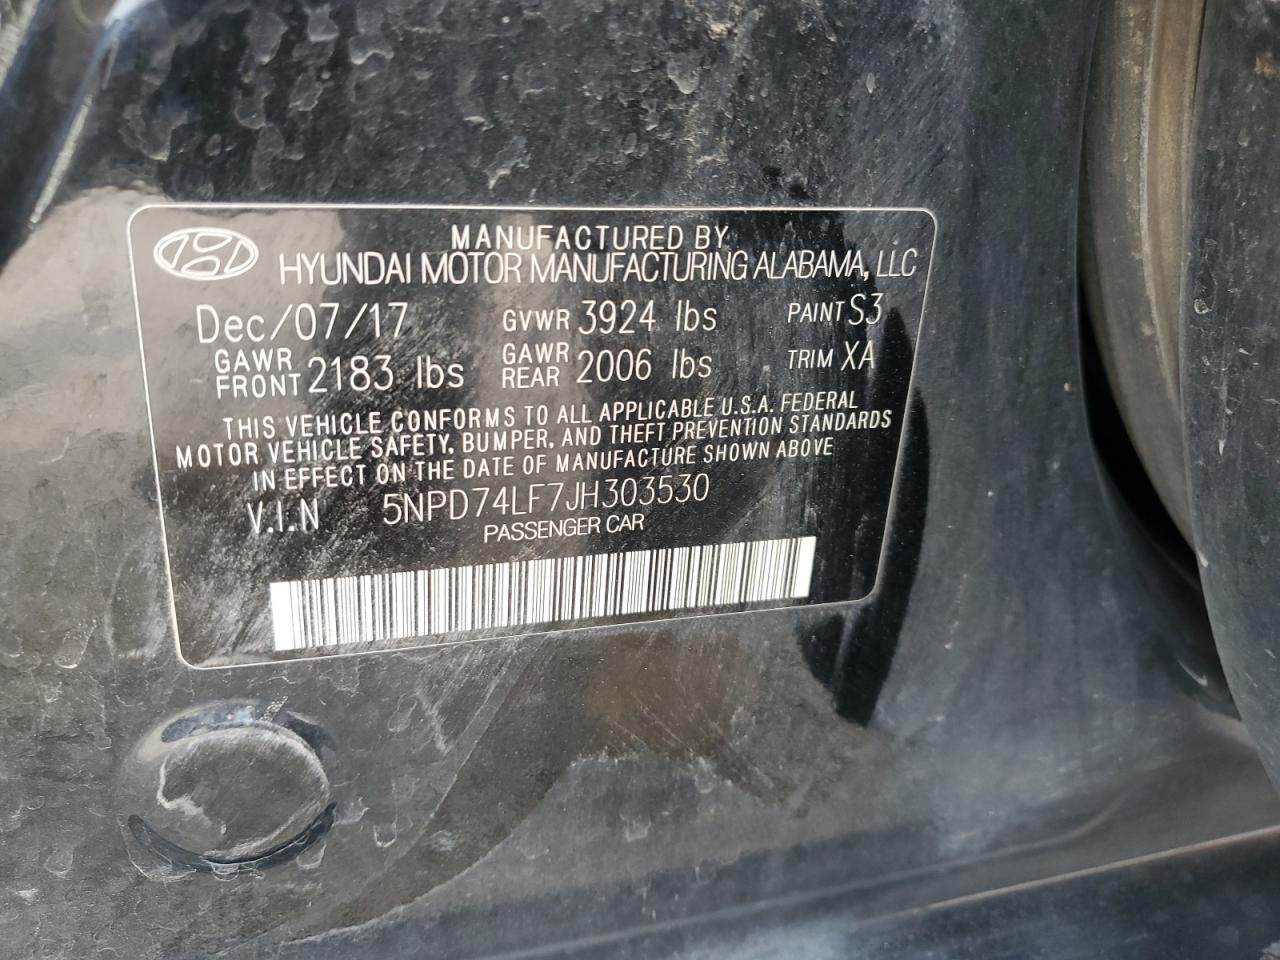 MANUFACTURED BY
HYUNDAI MOTOR MANUFACTURING ALABAMA, LLC
Dec/07/17 GVWR 3924 lbs PAINT S3
GAWR FRONT 2183 lbs GAWR REAR 2006 lbs TRIM XA
THIS VEHICLE CONFORMS TO ALL APPLICABLE U.S.A. FEDERAL
MOTOR VEHICLE SAFETY, BUMPER, AND THEFT PREVENTION STANDARDS
IN EFFECT ON THE DATE OF MANUFACTURE SHOWN ABOVE
V.I.N 5NPD74LF7JH303530
PASSENGER CAR